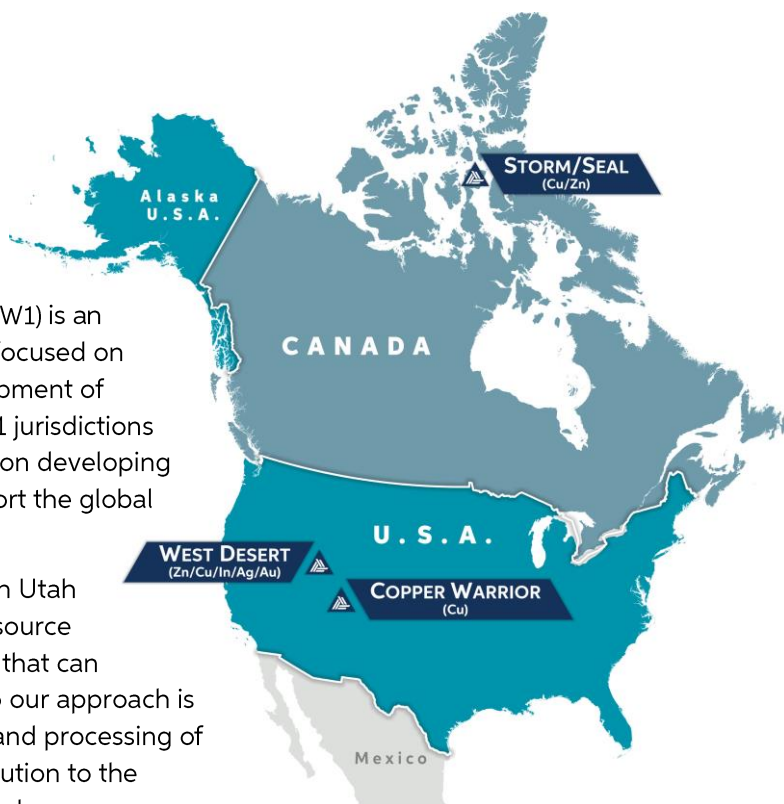 STORM/SEAL
(Cu/Zn)
Alaska
U.S.A.
CANADA
W1) is an
focused on
pment of
1 jurisdictions
on developing
ort the global
U.S.A.
WEST DESERT
(Zn/Cu/In/Ag/Au)
COPPER WARRIOR
(Cu)
n Utah
source
that can
our approach is
and processing of
ution to the
Mexico